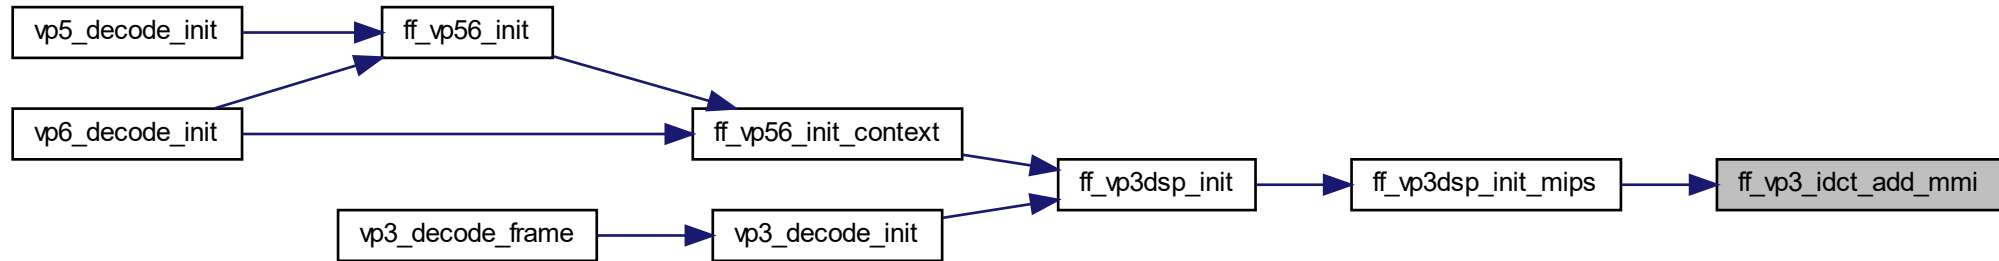 vp5_decode_init
ff_vp56_init
vp6_decode_init
ff_vp56_init_context
ff_vp3dsp_init
ff_vp3dsp_init_mips
ff_vp3_idct_add_mmi
vp3_decode_frame
vp3_decode_init